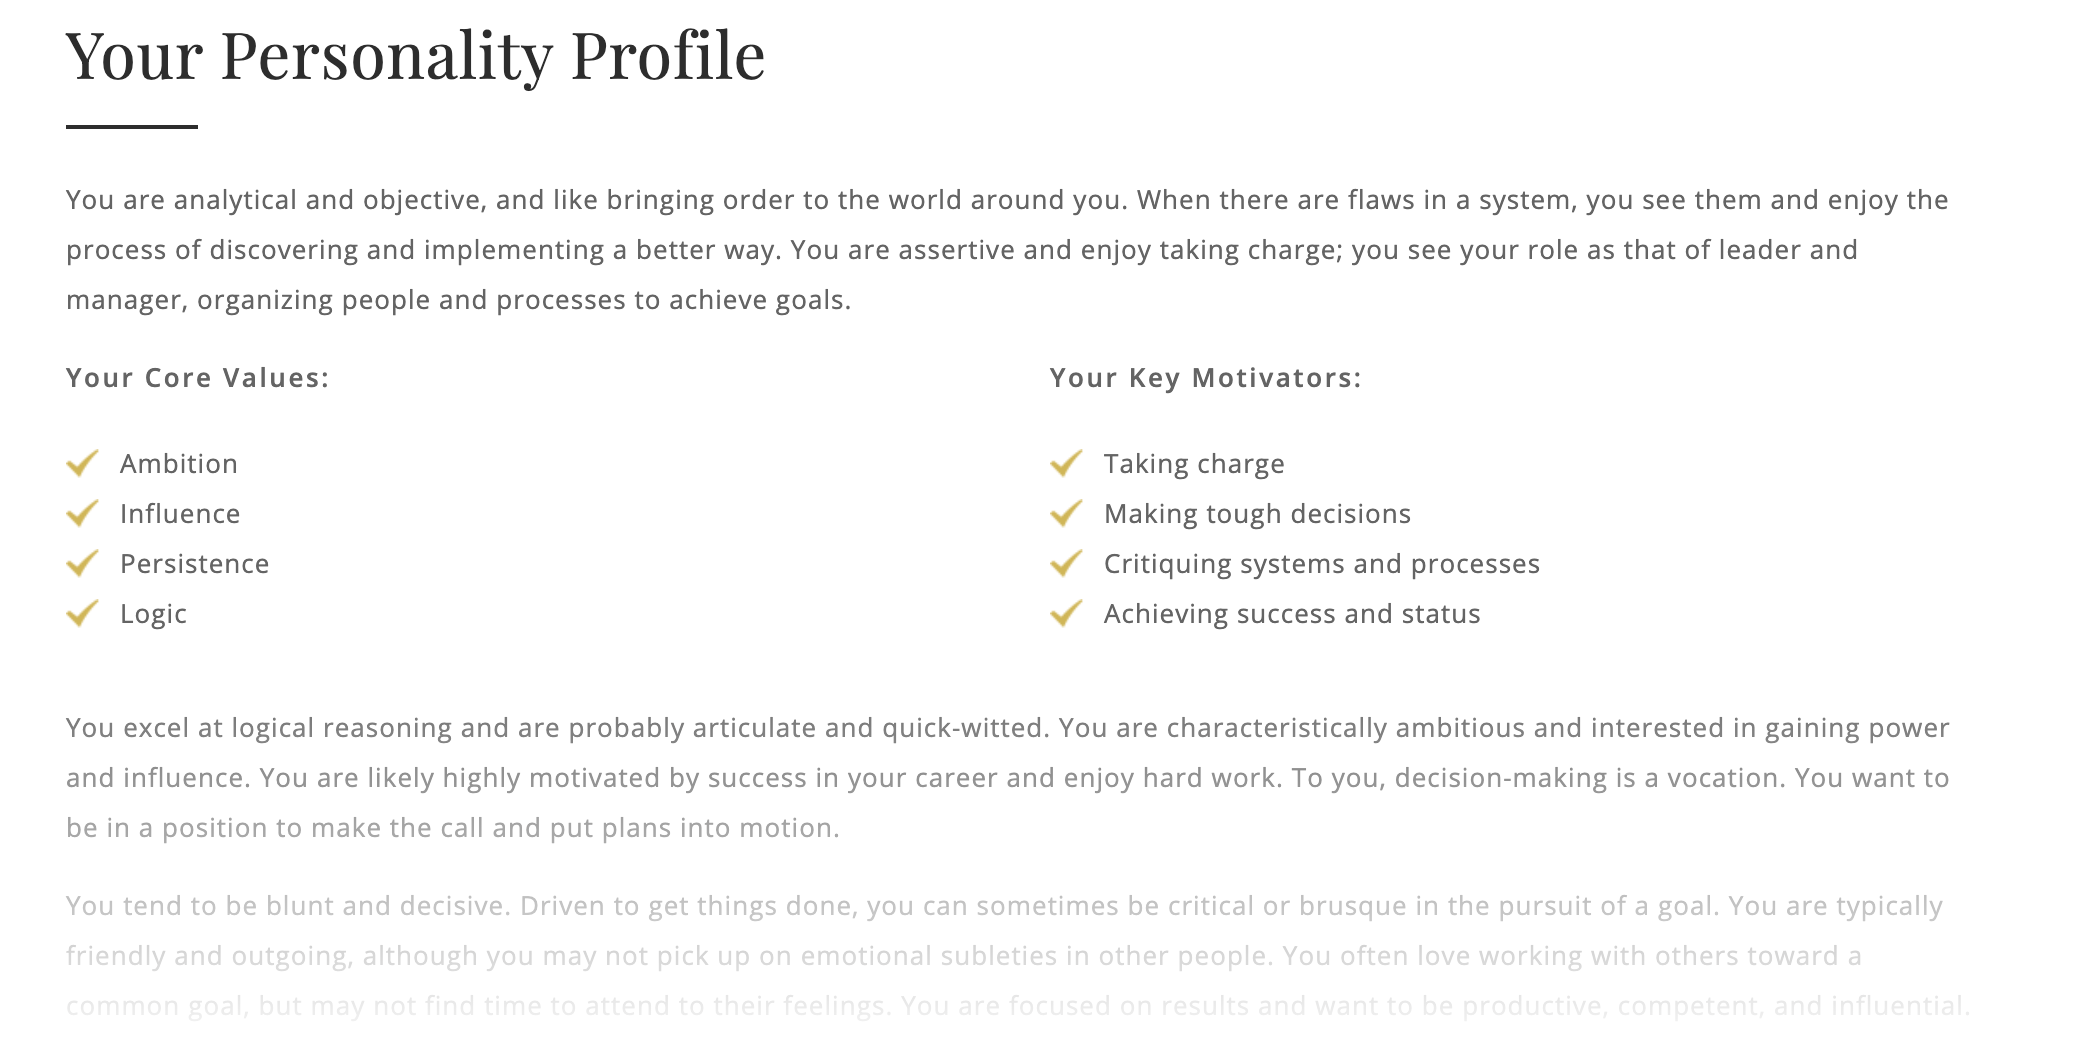 Your Personality Profile
You are analytical and objective, and like bringing order to the world around you. When there are flaws in a system, you see them and enjoy the
process of discovering and implementing a better way. You are assertive and enjoy taking charge; you see your role as that of leader and
manager, organizing people and processes to achieve goals.
Your Core Values:
Ambition
Influence
Persistence
Logic
Your Key Motivators:
Taking charge
Making tough decisions
Critiquing systems and processes
Achieving success and status
You excel at logical reasoning and are probably articulate and quick-witted. You are characteristically ambitious and interested in gaining power
and influence. You are likely highly motivated by success in your career and enjoy hard work. To you, decision-making is a vocation. You want to
be in a position to make the call and put plans into motion.
You tend to be blunt and decisive. Driven to get things done, you can sometimes be critical or brusque in the pursuit of a goal. You are typically
friendly and outgoing, although you may not pick up on emotional subleties in other people. You often love working with others toward a
common goal, but may not find time to attend to their feelings. You are focused on results and want to be productive, competent, and influential.